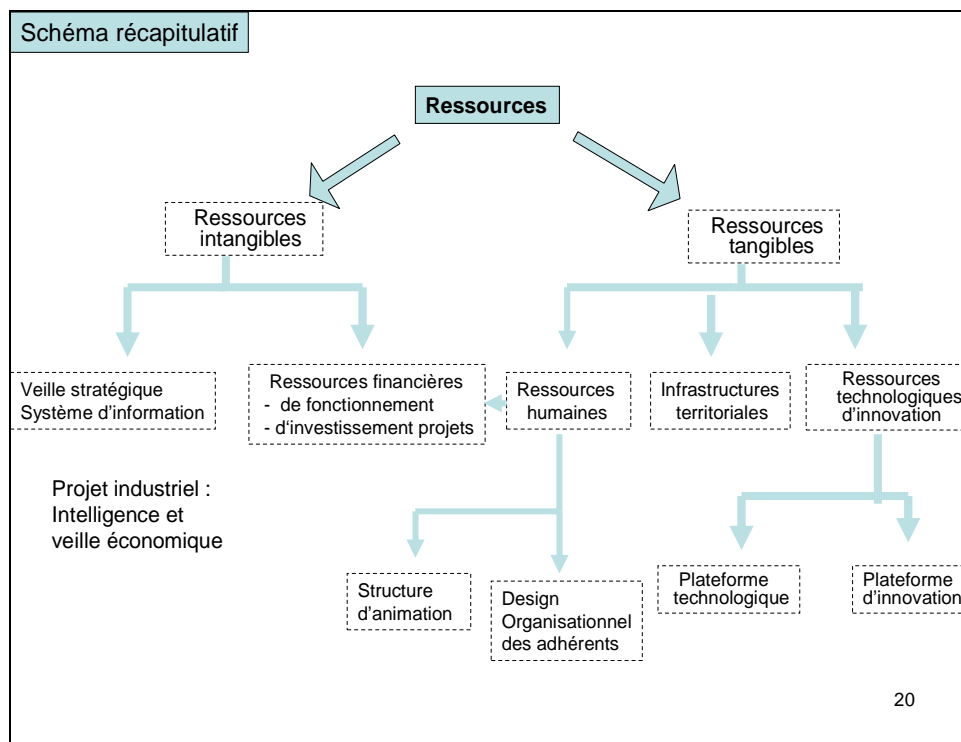 Schéma récapitulatif
Ressources
Ressources
intangibles
Ressources
tangibles
Veille stratégique
Système d'information
Ressources financières
- de fonctionnement
- d'investissement projets
Ressources
humaines
Infrastructures
territoriales
Ressources
technologiques
d'innovation
Projet industriel :
Intelligence et
veille économique
Structure
d'animation
Design
Organisationnel
des adhérents
Plateforme
technologique
Plateforme
d'innovation
20